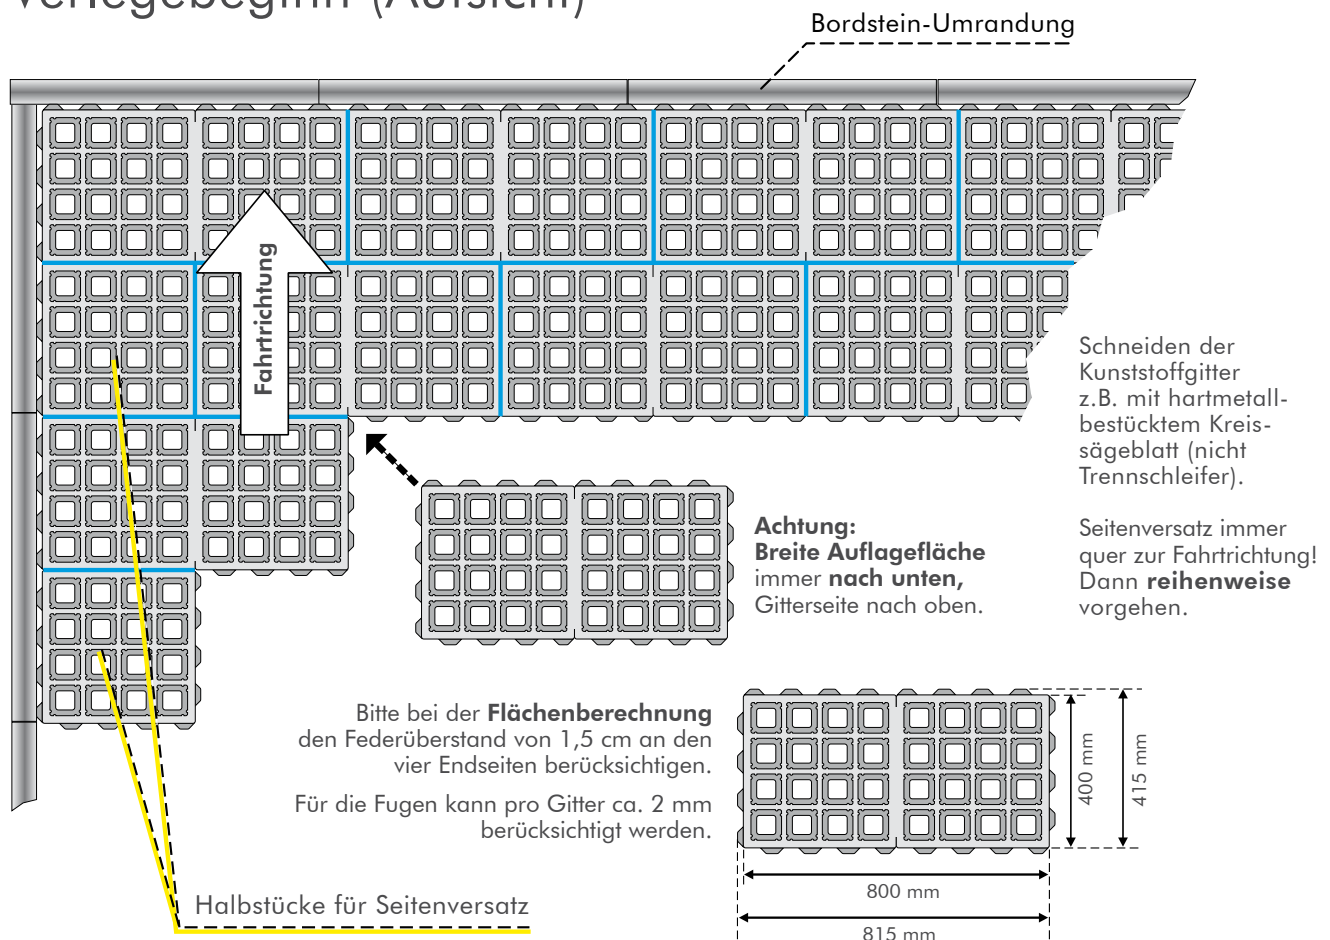 Verlegebeginn (Aufsicht)
Bordstein-Umrandung
Fahrtrichtung
Schneiden der
Kunststoffgitter
z.B. mit hartmetall-
bestücktem Kreis-
sägeblatt (nicht
Trennschleifer).
Seitenversatz immer
quer zur Fahrtrichtung!
Dann reihenweise
vorgehen.
Achtung:
Breite Auflagefläche
immer nach unten,
Gitterseite nach oben.
Bitte bei der Flächenberechnung
den Federüberstand von 1,5 cm an den
vier Endseiten berücksichtigen.
Für die Fugen kann pro Gitter ca. 2 mm
berücksichtigt werden.
400 mm
415 mm
800 mm
815 mm
Halbstücke für Seitenversatz